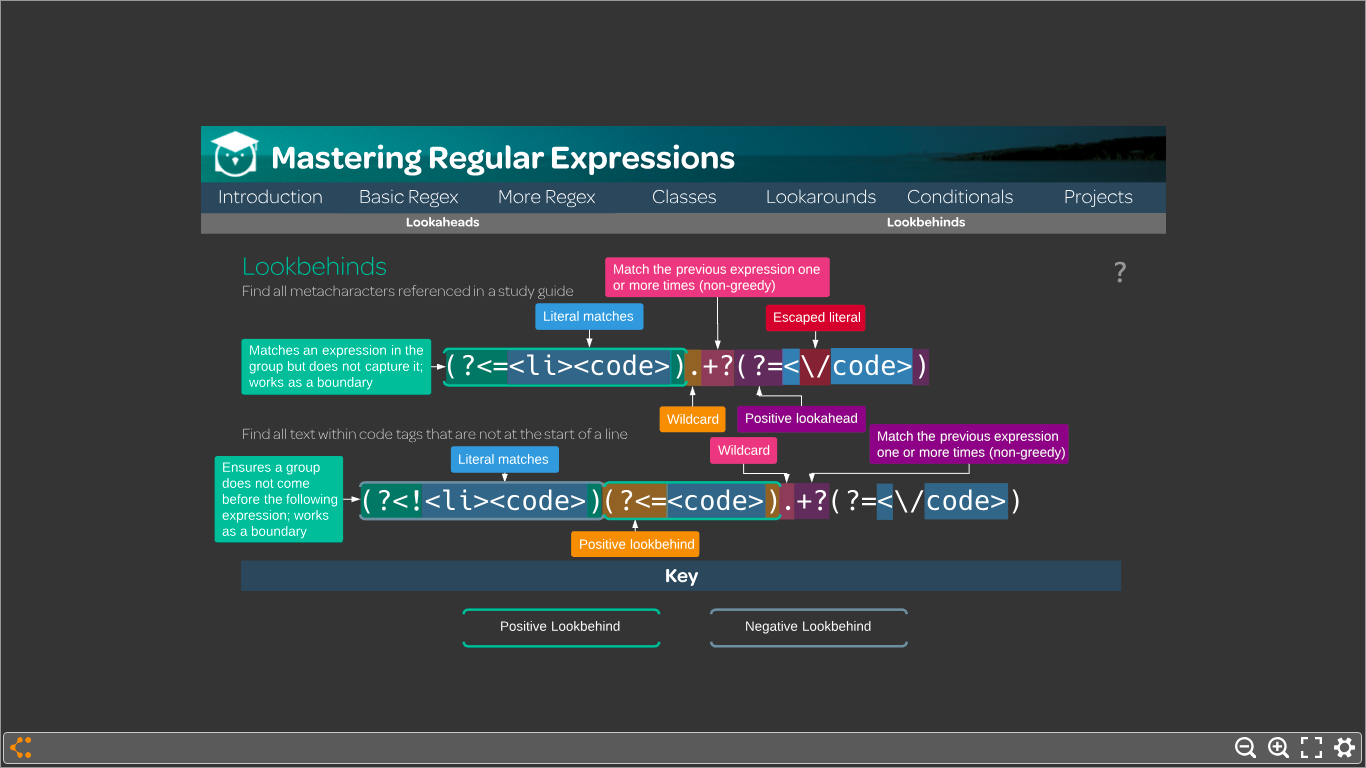 Mastering Regular Expressions
Introduction Basic Regex More Regex Classes Lookarounds Conditionals Projects
Lookaheads Lookbehinds
Lookbehinds
?
Find all metacharacters referenced in a study guide
Match the previous expression one
or more times (non-greedy)
Literal matches
Escaped literal
Matches an expression in the
group but does not capture it;
works as a boundary
(?<=<li><code>).+?(?=<\/code>)
Wildcard
Positive lookahead
Find all text within code tags that are not at the start of a line
Wildcard
Match the previous expression
one or more times (non-greedy)
Literal matches
Ensures a group
does not come
before the following
expression; works
as a boundary
(?<!<li><code>)(?<=<code>).+?(?=<\/code>)
Positive lookbehind
Key
Positive Lookbehind Negative Lookbehind